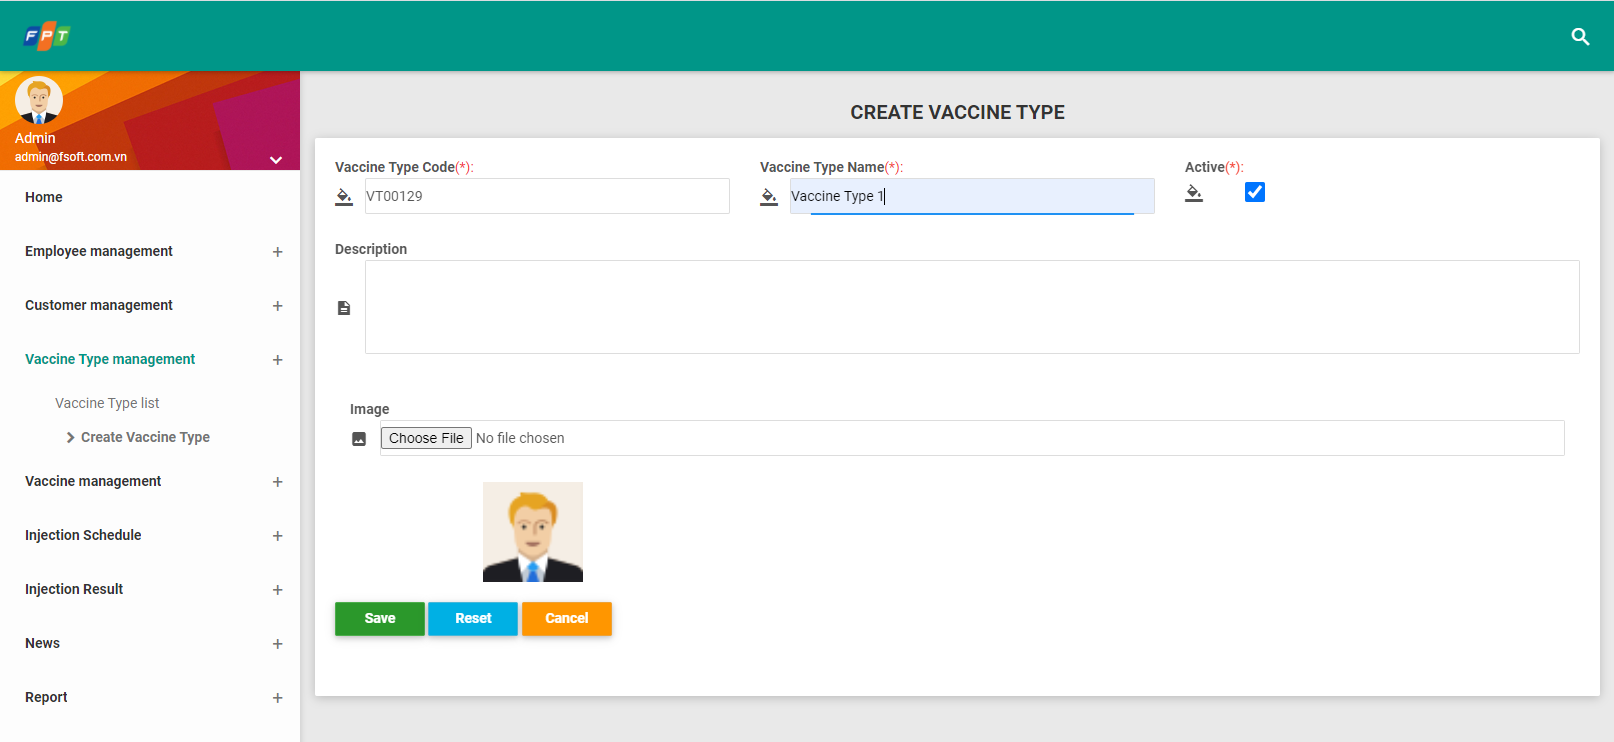 FPT
Admin
admin@fsoft.com.vn
Home
Employee management
Customer management
Vaccine Type management
Vaccine Type list
Create Vaccine Type
Vaccine management
Injection Schedule
Injection Result
News
Report
CREATE VACCINE TYPE
Vaccine Type Code(*): Vaccine Type Name(*): Active(*):
VT00129 Vaccine Type 1
Description
Image
Choose File No file chosen
Save Reset Cancel